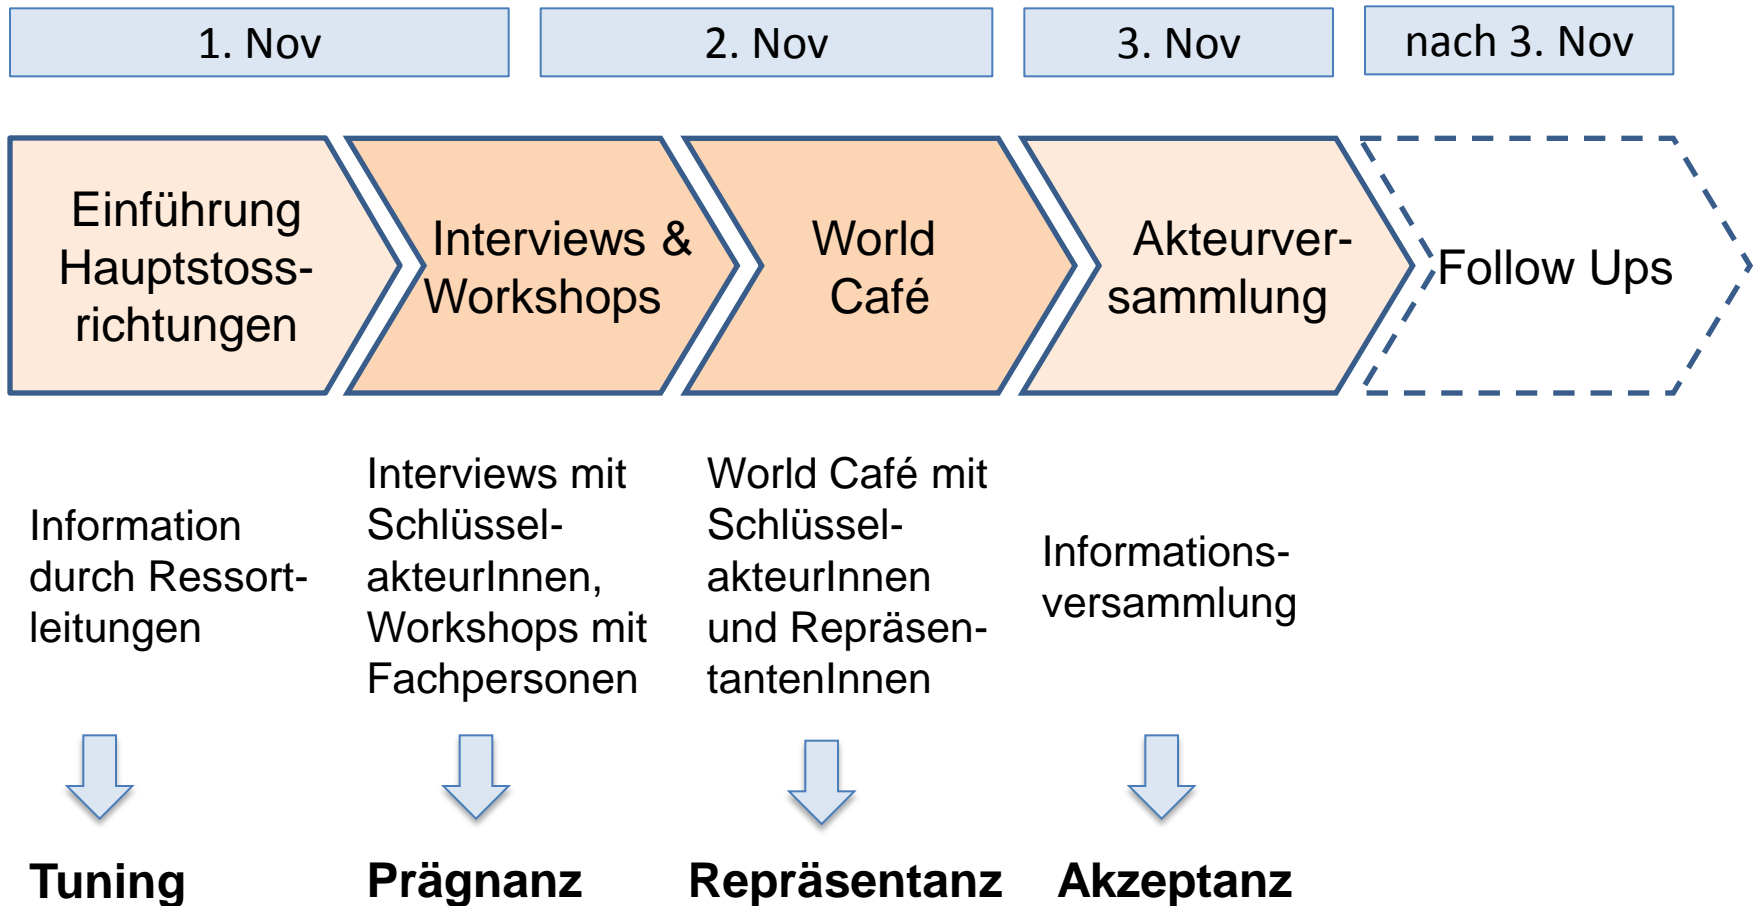 1. Nov
2. Nov
3. Nov
nach 3. Nov
Einführung
Hauptstoss-
richtungen
Interviews &
Workshops
World
Café
Akteurver-
sammlung
Follow Ups
Information
durch Ressort-
leitungen
Interviews mit
Schlüssel-
akteurInnen,
Workshops mit
Fachpersonen
World Café mit
Schlüssel-
akteurInnen
und Repräsen-
tantenInnen
Informations-
versammlung
Tuning
Prägnanz
Repräsentanz
Akzeptanz